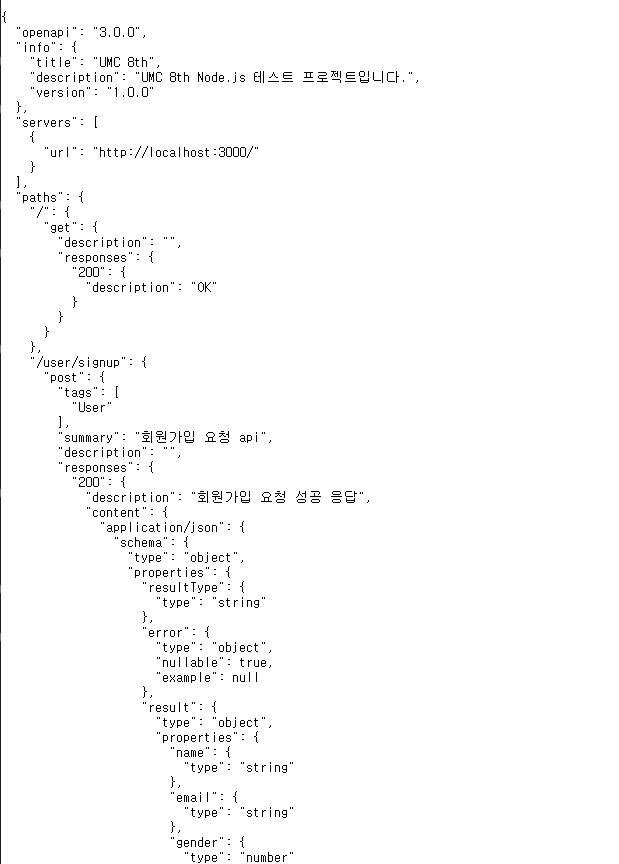 {
  "openapi": "3.0.0",
  "info": {
    "title": "UMC 8th",
    "description": "UMC 8th Node.js 테스트 프로젝트입니다.",
    "version": "1.0.0"
  },
  "servers": [
    {
      "url": "http://localhost:3000/"
    }
  ],
  "paths": {
    "/": {
      "get": {
        "description": "",
        "responses": {
          "200": {
            "description": "OK"
          }
        }
      }
    },
    "/user/signup": {
      "post": {
        "tags": [
          "User"
        ],
        "summary": "회원가입 요청 api",
        "description": "",
        "responses": {
          "200": {
            "description": "회원가입 요청 성공 응답",
            "content": {
              "application/json": {
                "schema": {
                  "type": "object",
                  "properties": {
                    "resultType": {
                      "type": "string"
                    },
                    "error": {
                      "type": "object",
                      "nullable": true,
                      "example": null
                    },
                    "result": {
                      "type": "object",
                      "properties": {
                        "name": {
                          "type": "string"
                        },
                        "email": {
                          "type": "string"
                        },
                        "gender": {
                          "type": "number"